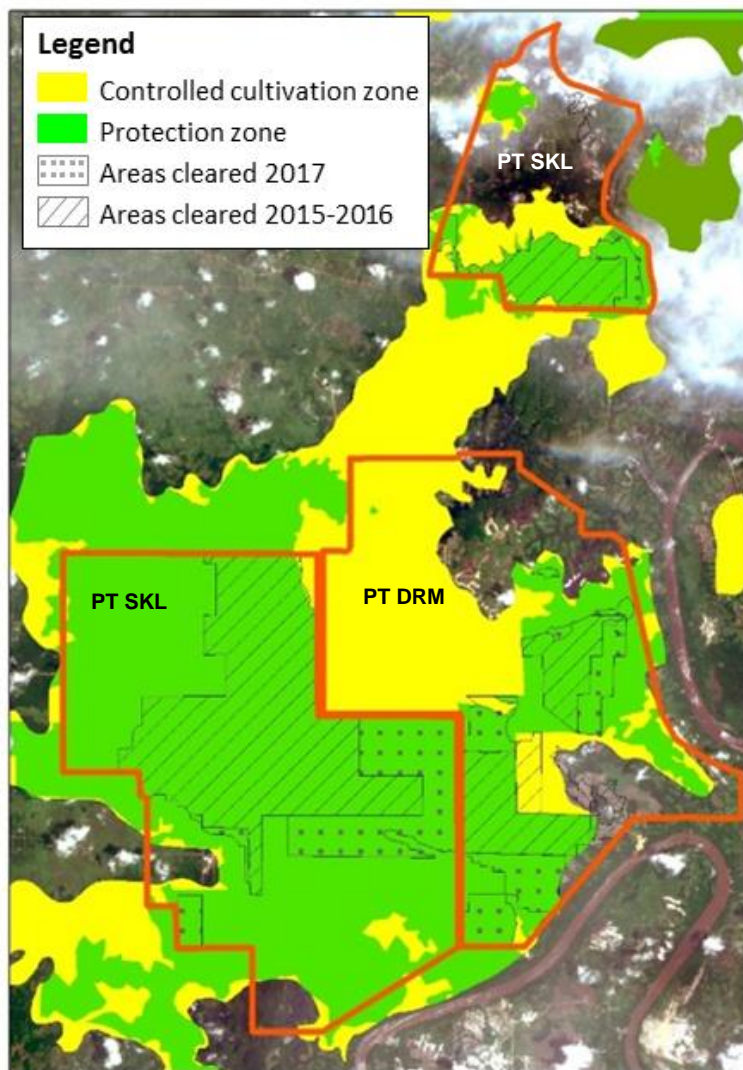 Legend
Controlled cultivation zone
Protection zone
Areas cleared 2017
Areas cleared 2015-2016
PT SKL
PT SKL
PT DRM